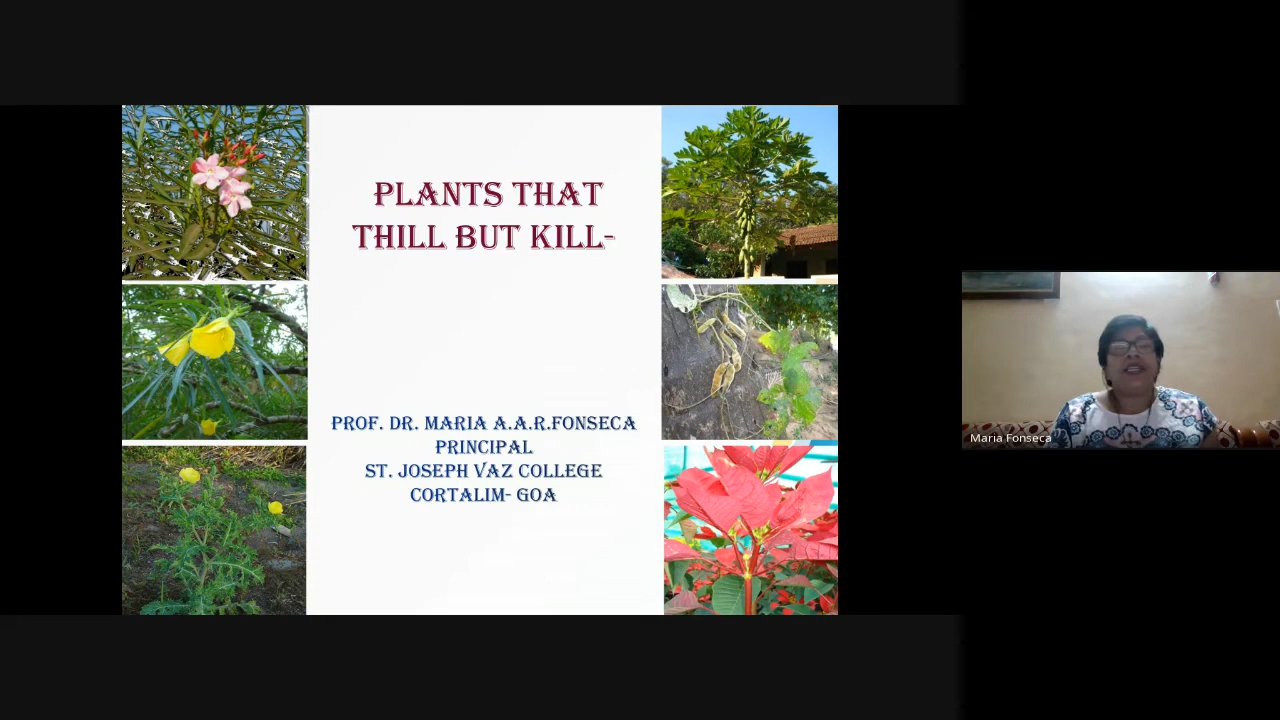 PLANTS THAT
THILL BUT KILL-
PROF. DR. MARIA A.A.R.FONSECA
PRINCIPAL
ST. JOSEPH VAZ COLLEGE
CORTALIM- GOA
Maria Fonseca